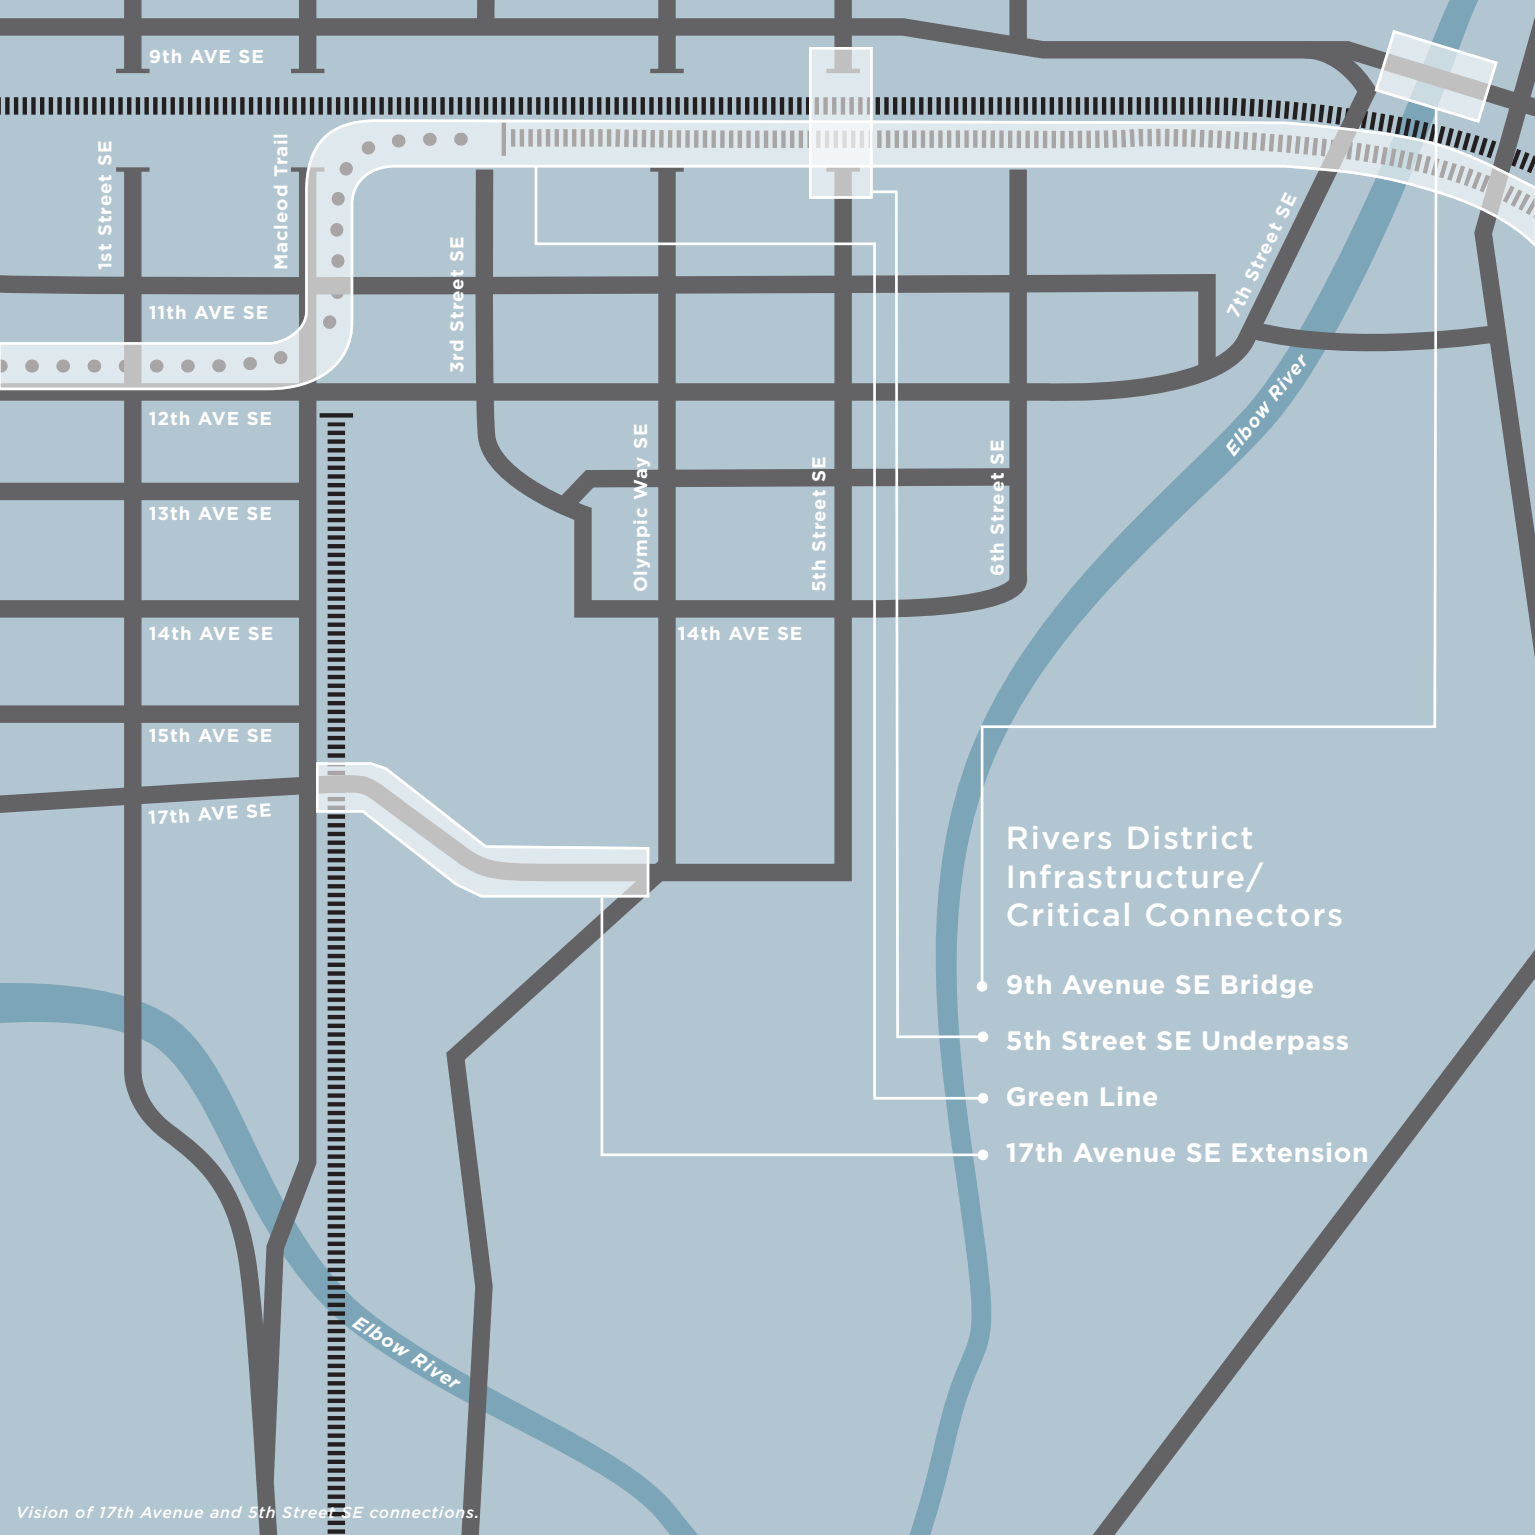 9th AVE SE
1st Street SE
Macleod Trail
3rd Street SE
7th Street SE
11th AVE SE
Elbow River
12th AVE SE
Olympic Way SE
5th Street SE
6th Street SE
13th AVE SE
14th AVE SE
14th AVE SE
15th AVE SE
17th AVE SE
Rivers District
Infrastructure/
Critical Connectors
9th Avenue SE Bridge
5th Street SE Underpass
Green Line
17th Avenue SE Extension
Elbow River
Vision of 17th Avenue and 5th Street SE connections.